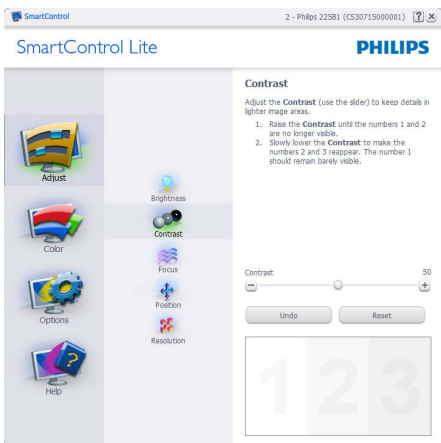 SmartControl
2 - Philips 225B1 (CS30715000001)
SmartControl Lite
PHILIPS
Adjust
Color
Options
Help
Brightness
Contrast
Focus
Position
Resolution
Contrast
Adjust the Contrast (use the slider) to keep details in
lighter image areas.
1. Raise the Contrast until the numbers 1 and 2
are no longer visible.
2. Slowly lower the Contrast to make the
numbers 2 and 3 reappear. The number 1
should remain barely visible.
Contrast 50
Undo Reset
1 2 3